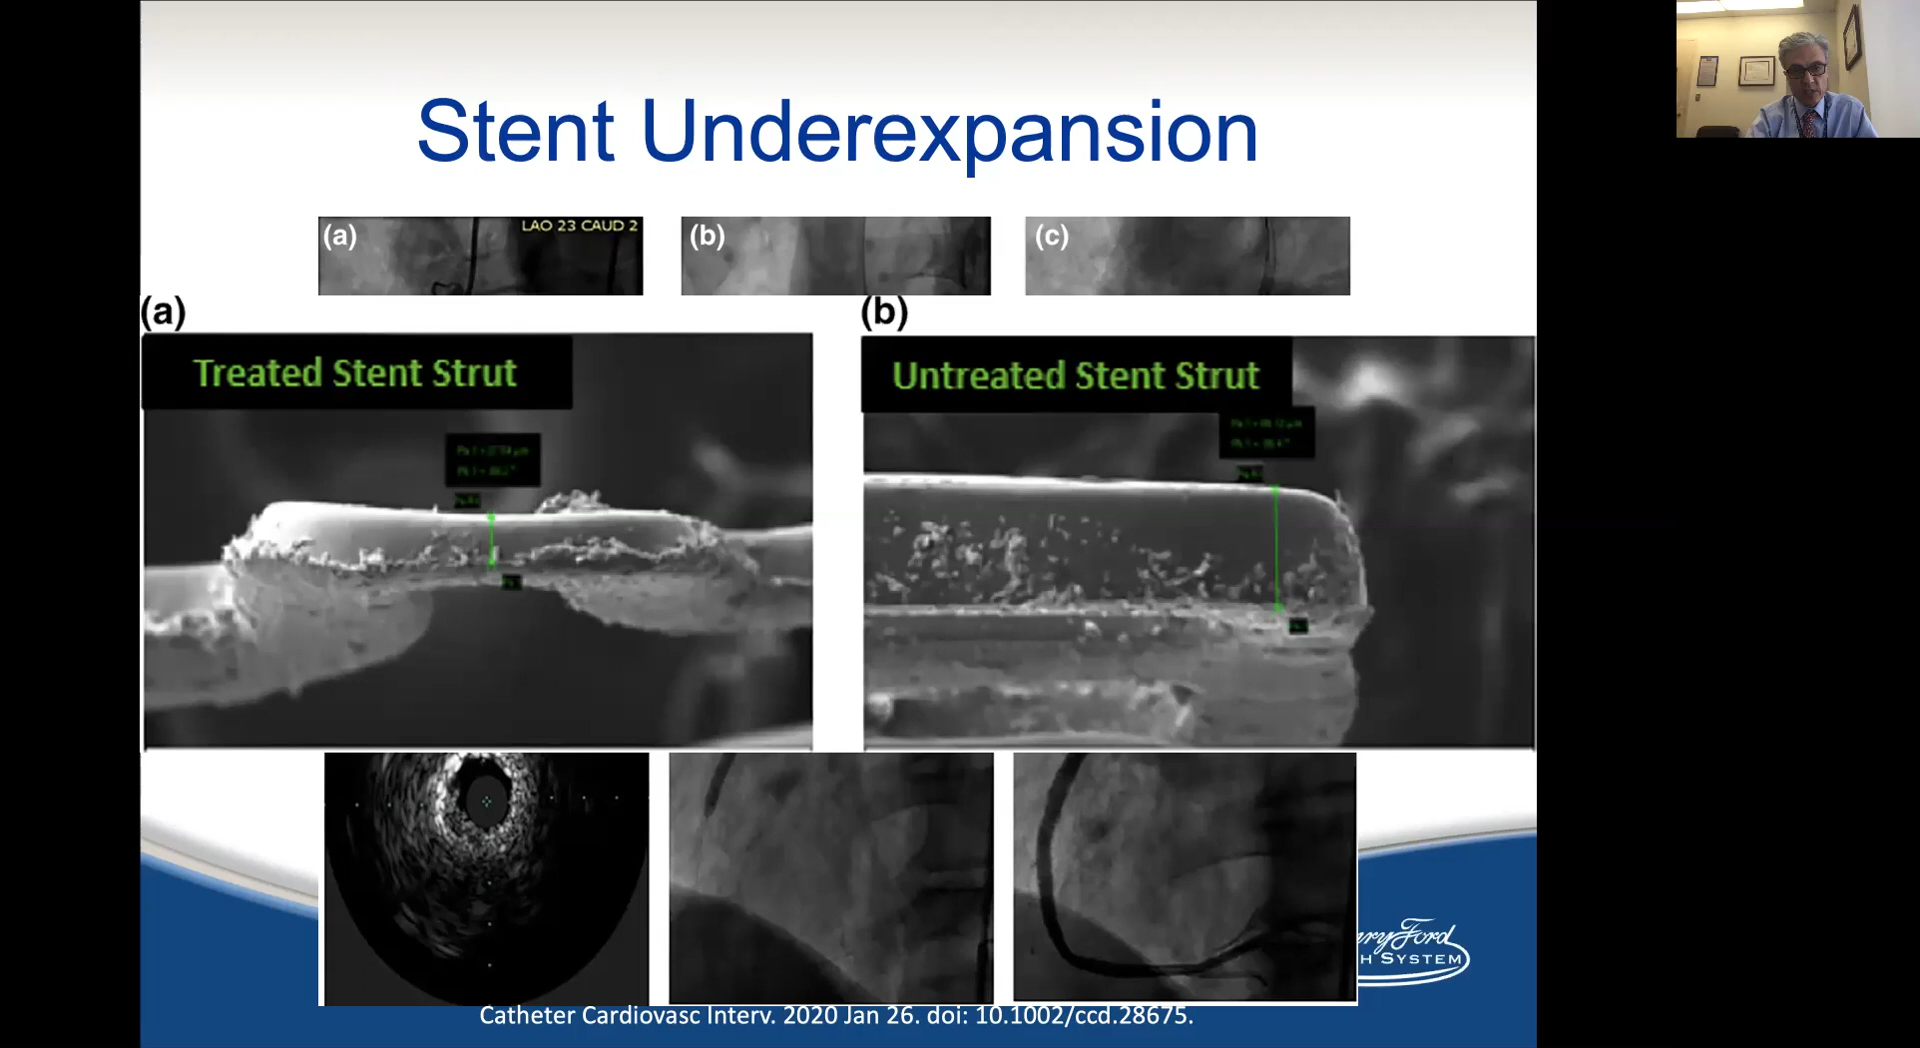 Stent Underexpansion
(a)
LAO 23 CAUD 2
(b)
(c)
(a)
(b)
Treated Stent Strut
Untreated Stent Strut
H SYSTEM
Catheter Cardiovasc Interv. 2020 Jan 26. doi: 10.1002/ccd.28675.